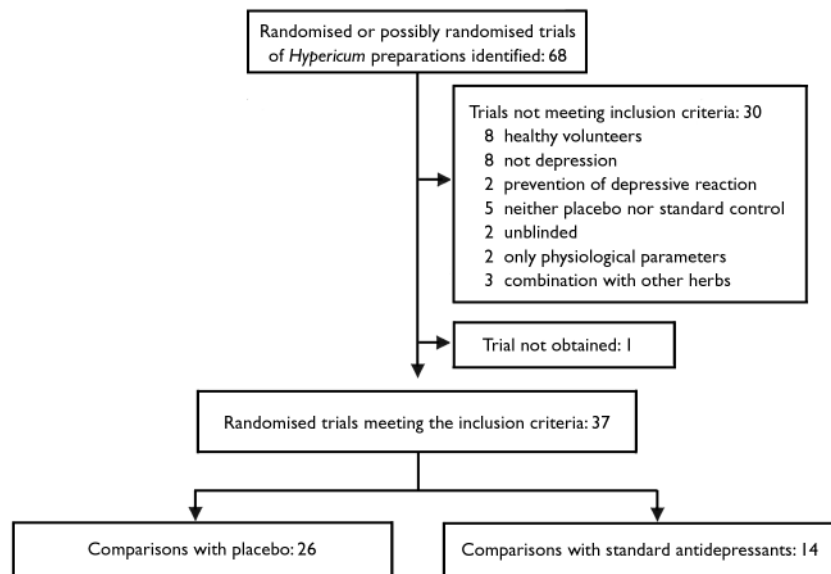 Randomised or possibly randomised trials
of Hypericum preparations identified: 68
Trials not meeting inclusion criteria: 30
8 healthy volunteers
8 not depression
2 prevention of depressive reaction
5 neither placebo nor standard control
2 unblinded
2 only physiological parameters
3 combination with other herbs
Trial not obtained: 1
Randomised trials meeting the inclusion criteria: 37
Comparisons with placebo: 26
Comparisons with standard antidepressants: 14